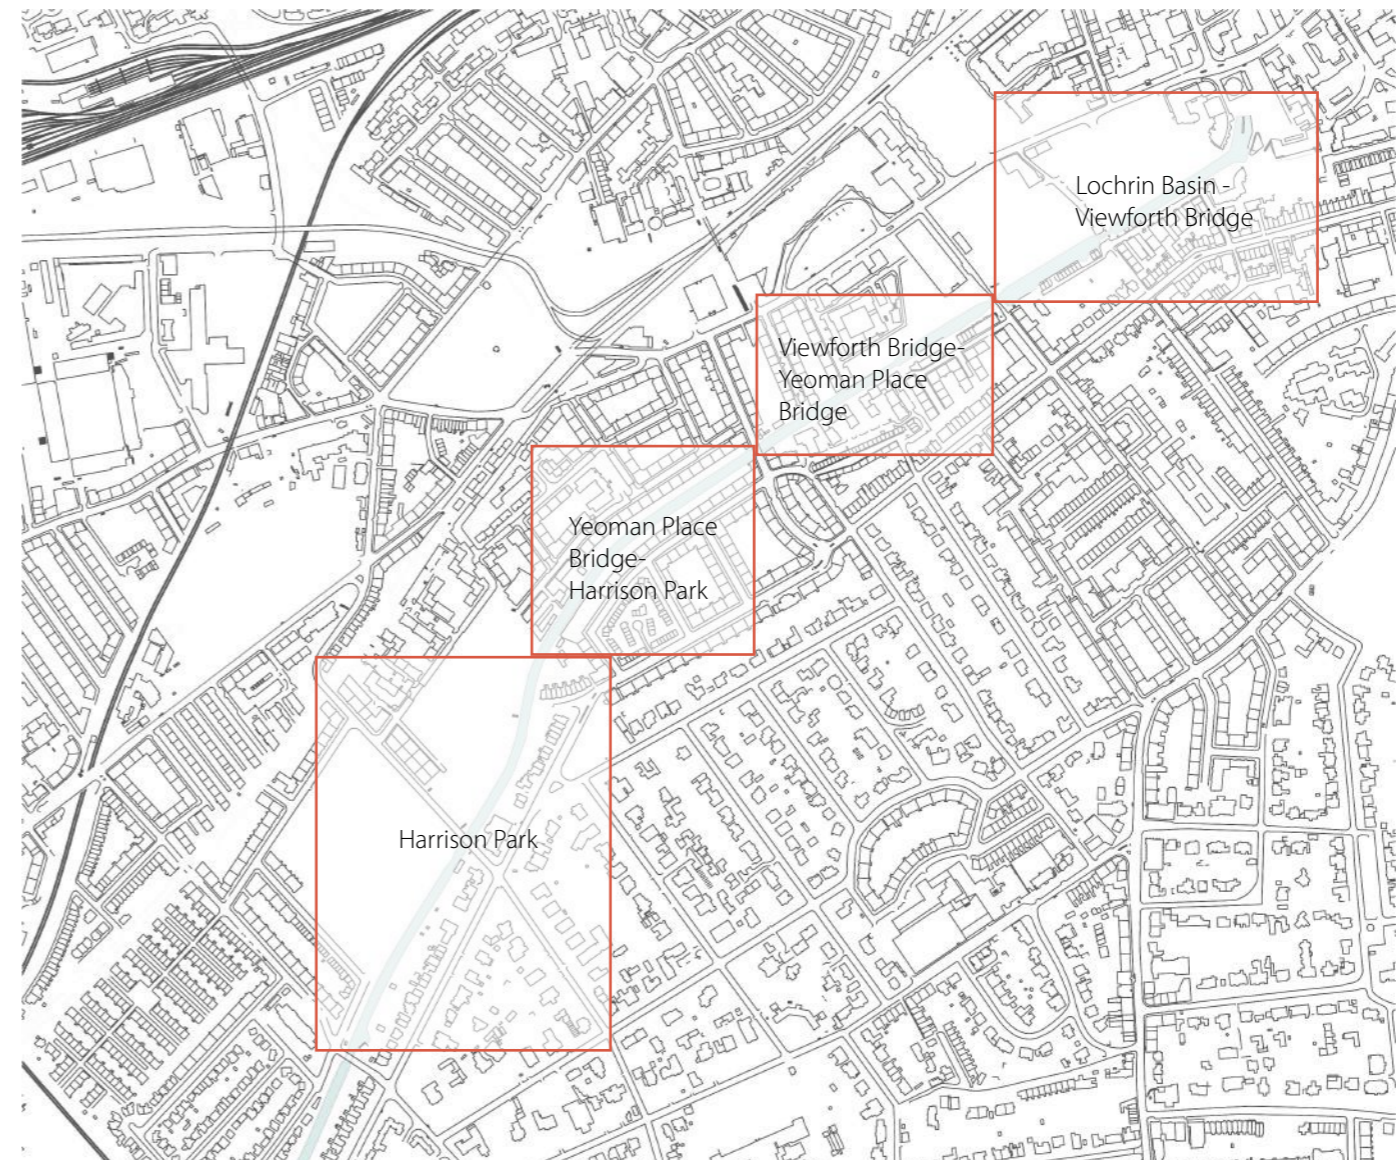 Lochrin Basin -
Viewforth Bridge
Viewforth Bridge-
Yeoman Place
Bridge
Yeoman Place
Bridge-
Harrison Park
Harrison Park